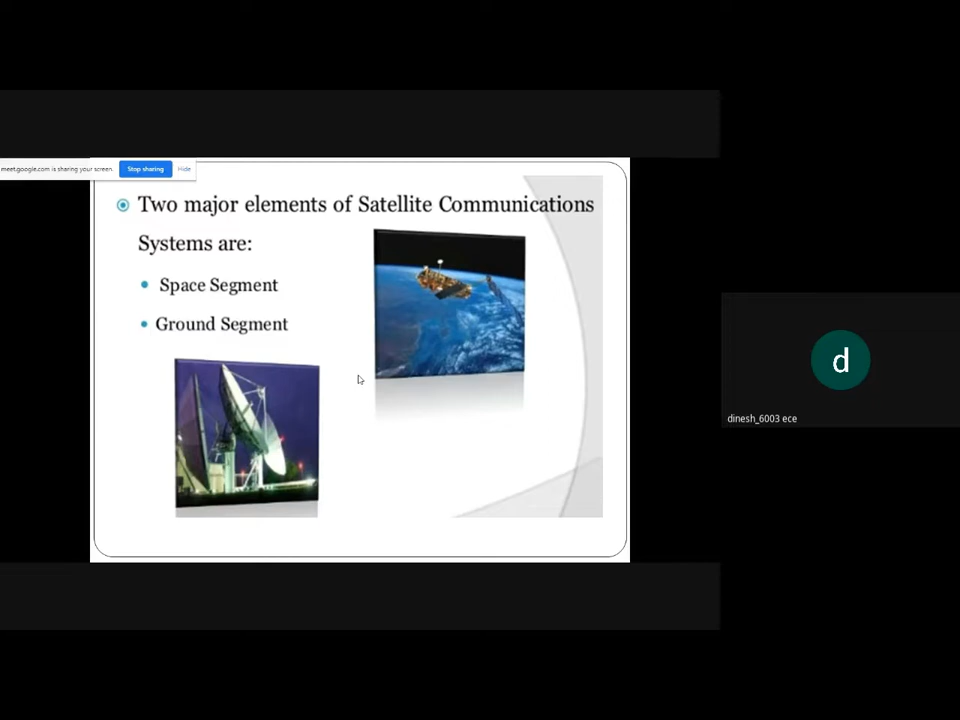 meet.google.com is sharing your screen.
Stop sharing
Hide
Two major elements of Satellite Communications
Systems are:
Space Segment
Ground Segment
d
dinesh_6003 ece